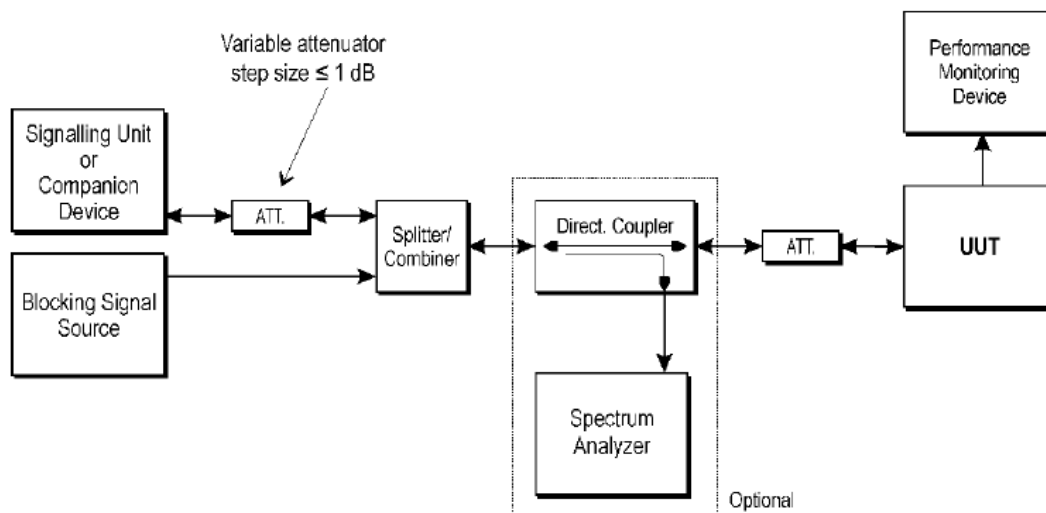 Variable attenuator
step size ≤ 1 dB
Performance
Monitoring
Device
Signalling Unit
or
Companion
Device
ATT.
Splitter/
Combiner
Direct. Coupler
ATT.
UUT
Blocking Signal
Source
Spectrum
Analyzer
Optional